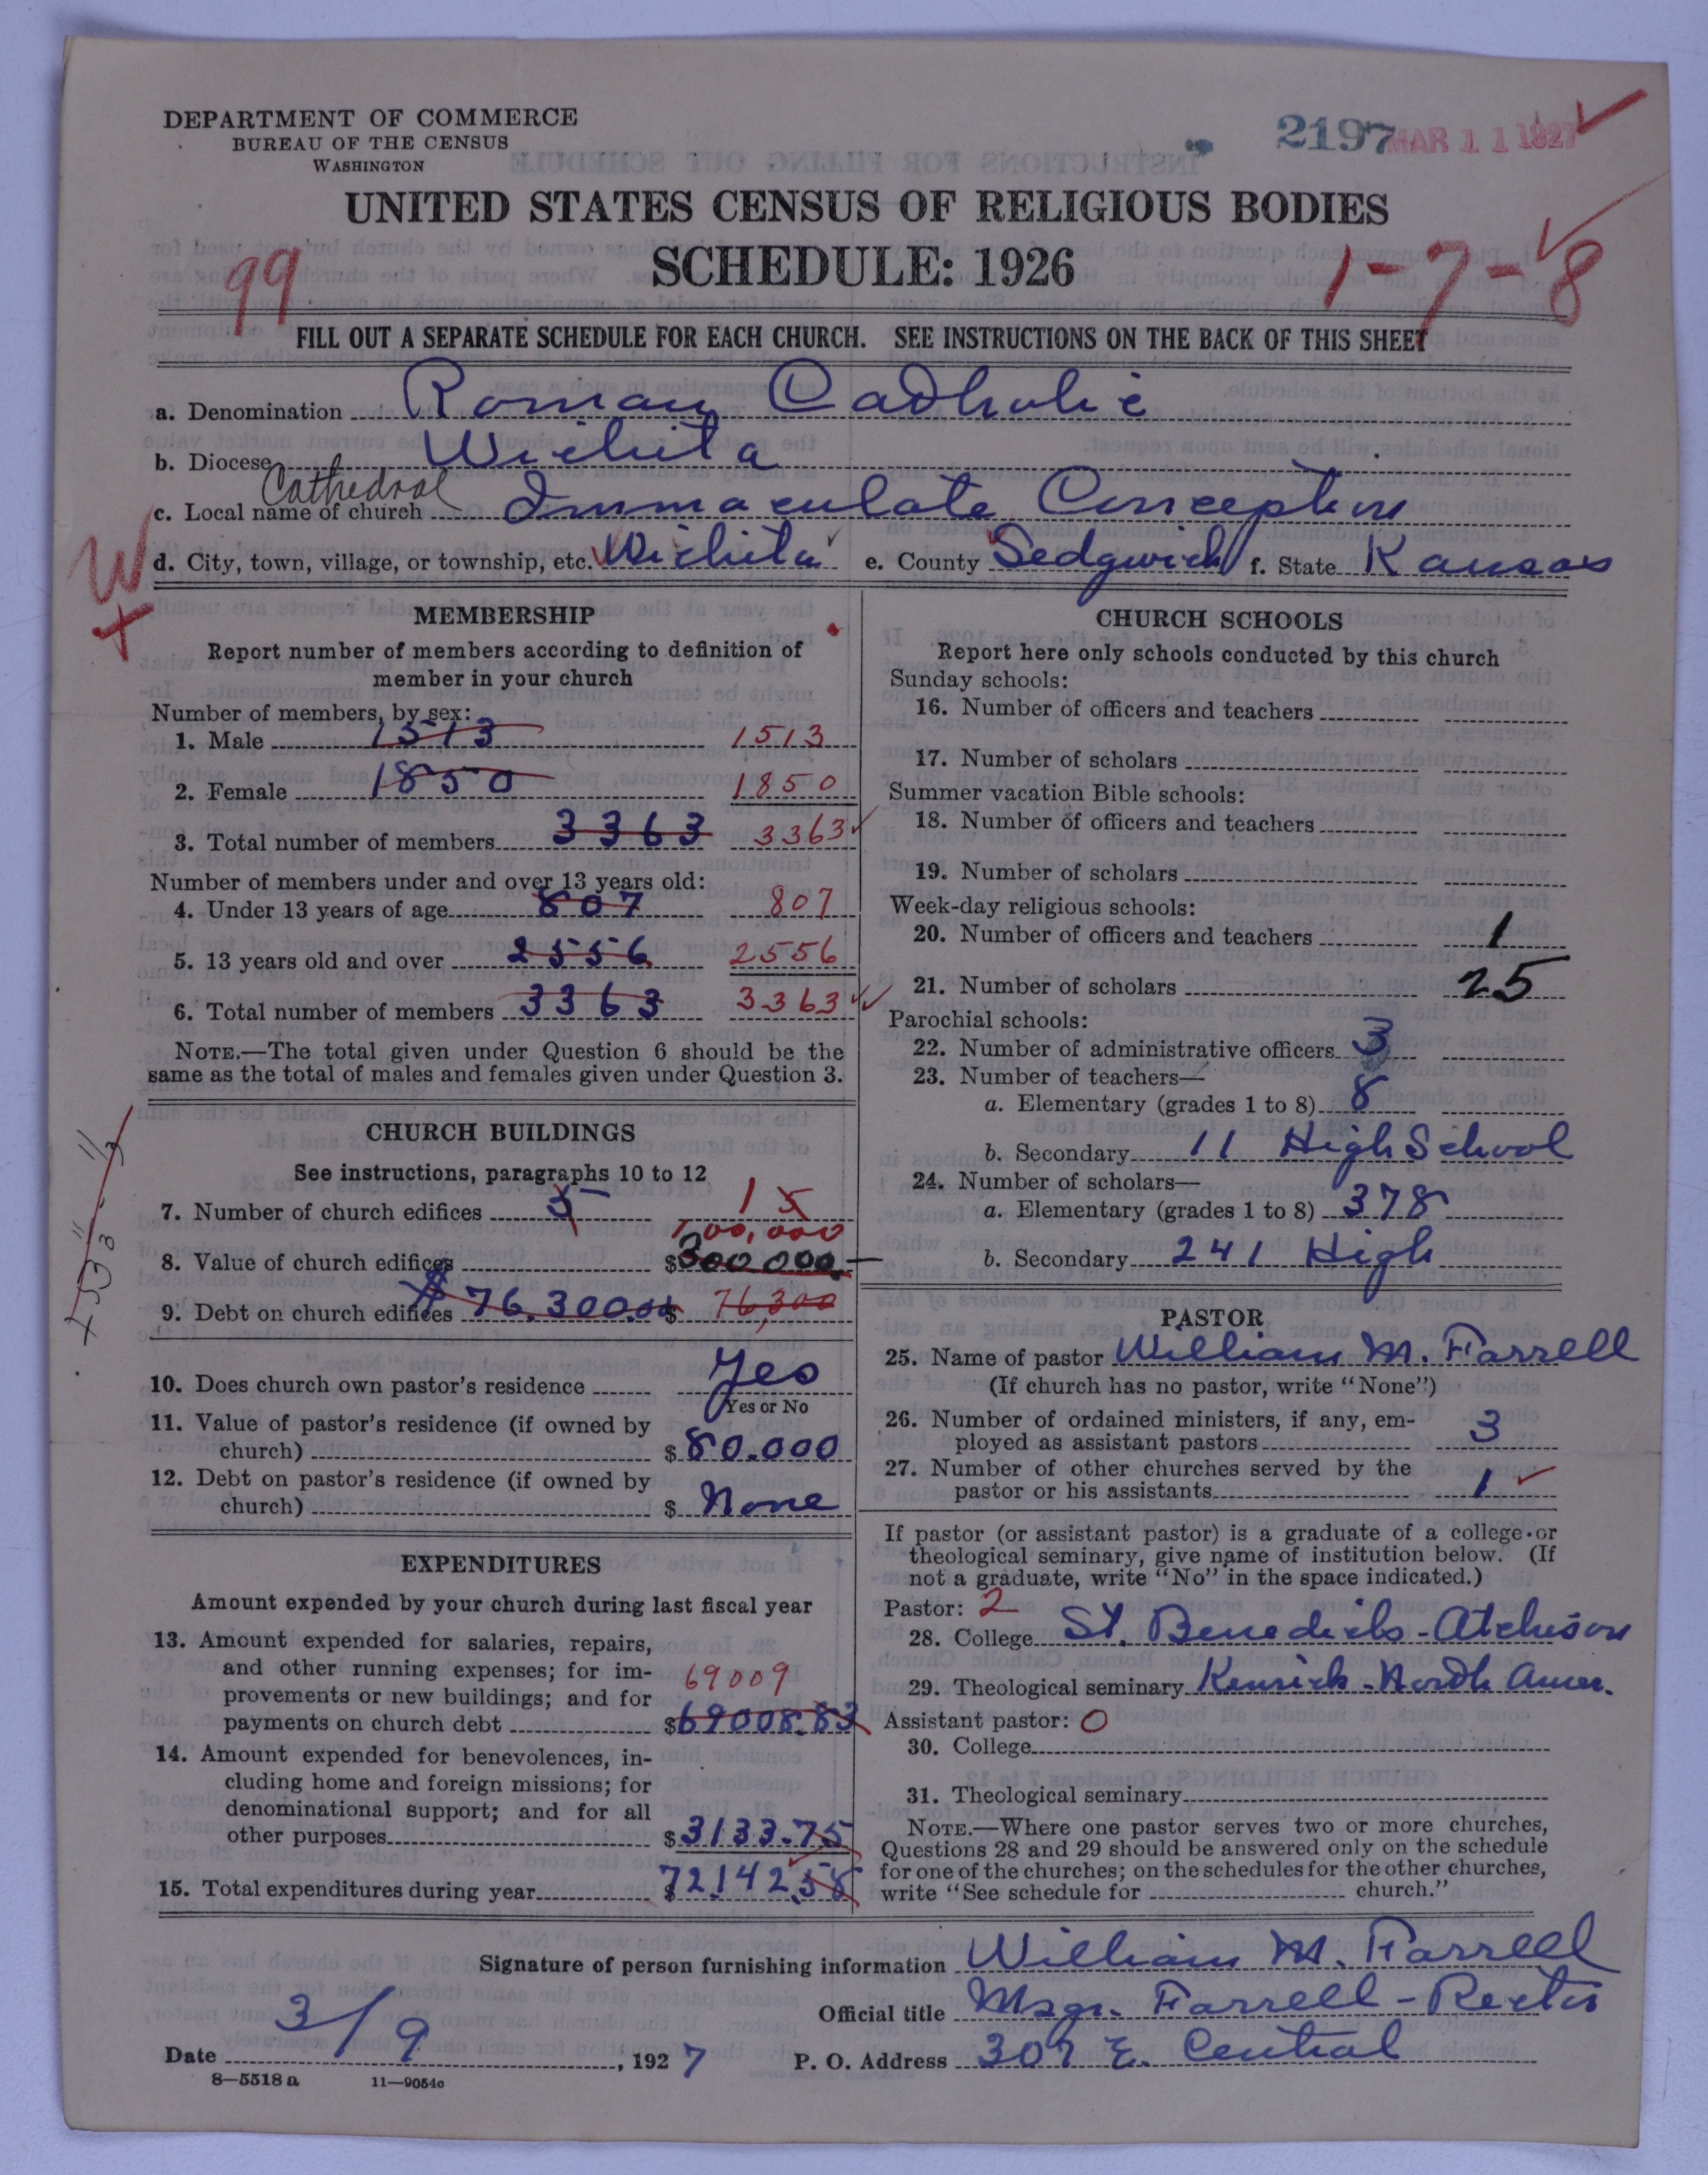 DEPARTMENT OF COMMERCE
BUREAU OF THE CENSUS
WASHINGTON
2197 MAR 11 1927
UNITED STATES CENSUS OF RELIGIOUS BODIES
SCHEDULE: 1926
99
1-7-8
FILL OUT A SEPARATE SCHEDULE FOR EACH CHURCH. SEE INSTRUCTIONS ON THE BACK OF THIS SHEET
a. Denomination Roman Catholic
b. Diocese Wichita
c. Local name of church Cathedral Immaculate Conception
W
d. City, town, village, or township, etc. Wichita e. County Sedgwick f. State Kansas
MEMBERSHIP
Report number of members according to definition of
member in your church
Number of members, by sex:
1. Male 1513 1513
2. Female 1850 1850
3. Total number of members 3363 3363
Number of members under and over 13 years old:
4. Under 13 years of age 807 807
5. 13 years old and over 2556 2556
6. Total number of members 3363 3363
NOTE.—The total given under Question 6 should be the
same as the total of males and females given under Question 3.
CHURCH BUILDINGS
See instructions, paragraphs 10 to 12
7. Number of church edifices 5 1 5
8. Value of church edifices $300000
9. Debt on church edifices $76,300.00 $ 76,300
10. Does church own pastor's residence Yes
Yes or No
11. Value of pastor's residence (if owned by
church) $80.000
12. Debt on pastor's residence (if owned by
church) $ None
EXPENDITURES
Amount expended by your church during last fiscal year
13. Amount expended for salaries, repairs,
and other running expenses; for im-
69009
provements or new buildings; and for
payments on church debt $69008.83
14. Amount expended for benevolences, in-
cluding home and foreign missions; for
denominational support; and for all
other purposes $3133.75
15. Total expenditures during year $72142.58
CHURCH SCHOOLS
Report here only schools conducted by this church
Sunday schools:
16. Number of officers and teachers
17. Number of scholars
Summer vacation Bible schools:
18. Number of officers and teachers
19. Number of scholars
Week-day religious schools:
20. Number of officers and teachers 1
21. Number of scholars 25
Parochial schools:
22. Number of administrative officers 3
23. Number of teachers—
a. Elementary (grades 1 to 8) 8
b. Secondary 11 High School
24. Number of scholars—
a. Elementary (grades 1 to 8) 378
b. Secondary 241 High
PASTOR
25. Name of pastor William M. Farrell
(If church has no pastor, write "None")
26. Number of ordained ministers, if any, em-
ployed as assistant pastors 3
27. Number of other churches served by the
pastor or his assistants 1
If pastor (or assistant pastor) is a graduate of a college or
theological seminary, give name of institution below. (If
not a graduate, write "No" in the space indicated.)
Pastor: 2
28. College St. Benedicts - Atchison
29. Theological seminary Kenrick - North Amer.
Assistant pastor: 0
30. College
31. Theological seminary
NOTE.—Where one pastor serves two or more churches,
Questions 28 and 29 should be answered only on the schedule
for one of the churches; on the schedules for the other churches,
write "See schedule for church."
Signature of person furnishing information William M. Farrell
Official title Msgr. Farrell - Rector
Date 3/9, 1927 P. O. Address 307 E. Central
8—5518 a 11—9054c